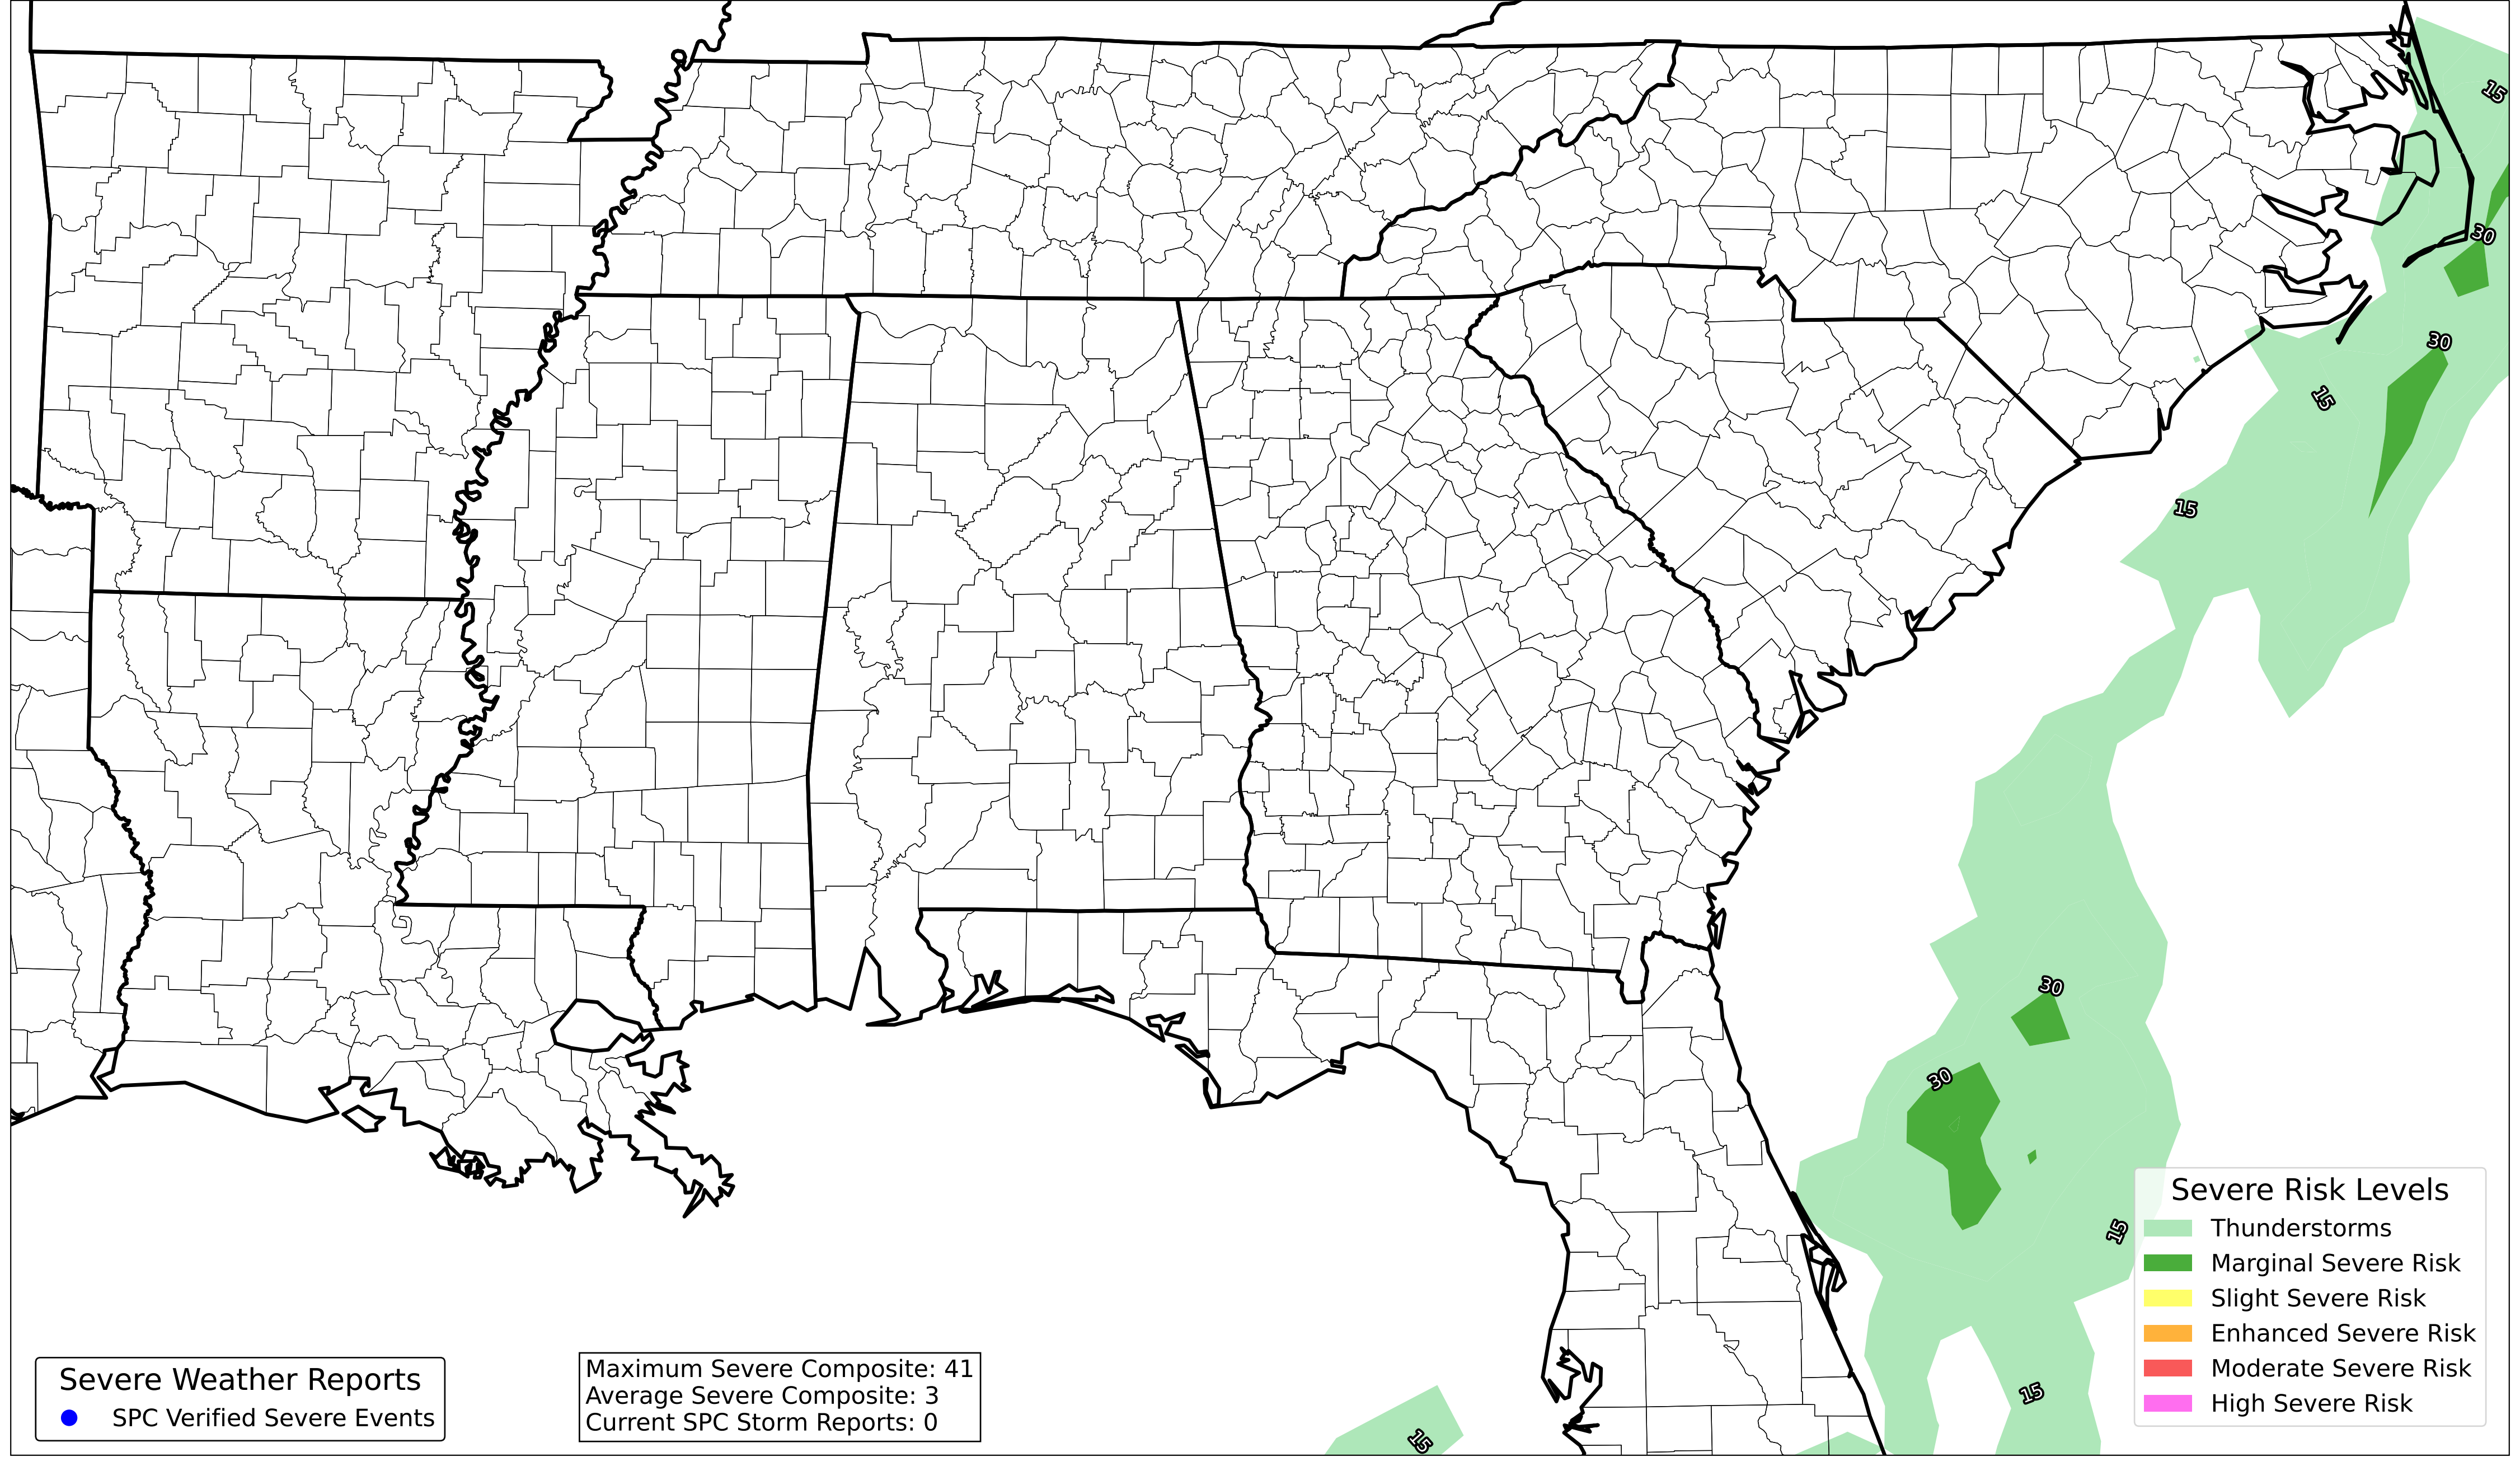 15
30
30
15
15
30
30
15
15
15
Severe Risk Levels
Thunderstorms
Marginal Severe Risk
Slight Severe Risk
Enhanced Severe Risk
Moderate Severe Risk
High Severe Risk
Severe Weather Reports
SPC Verified Severe Events
Maximum Severe Composite: 41
Average Severe Composite: 3
Current SPC Storm Reports: 0